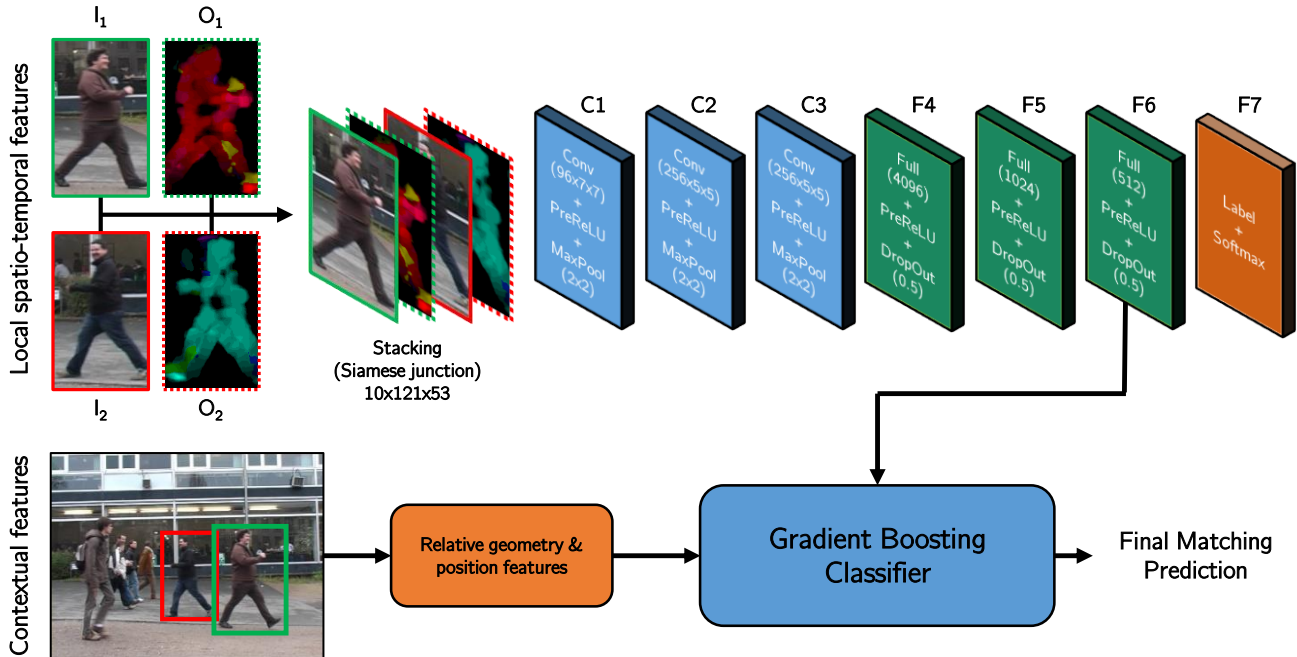 Local spatio-temporal features
I1
O1
I2
O2
Stacking
(Siamese junction)
10x121x53
C1
Conv
(96x7x7)
+
PreReLU
+
MaxPool
(2x2)
C2
Conv
(256x5x5)
+
PreReLU
+
MaxPool
(2x2)
C3
Conv
(256x5x5)
+
PreReLU
+
MaxPool
(2x2)
F4
Full
(4096)
+
PreReLU
+
DropOut
(0.5)
F5
Full
(1024)
+
PreReLU
+
DropOut
(0.5)
F6
Full
(512)
+
PreReLU
+
DropOut
(0.5)
F7
Label
+
Softmax
Contextual features
Relative geometry &
position features
Gradient Boosting
Classifier
Final Matching
Prediction